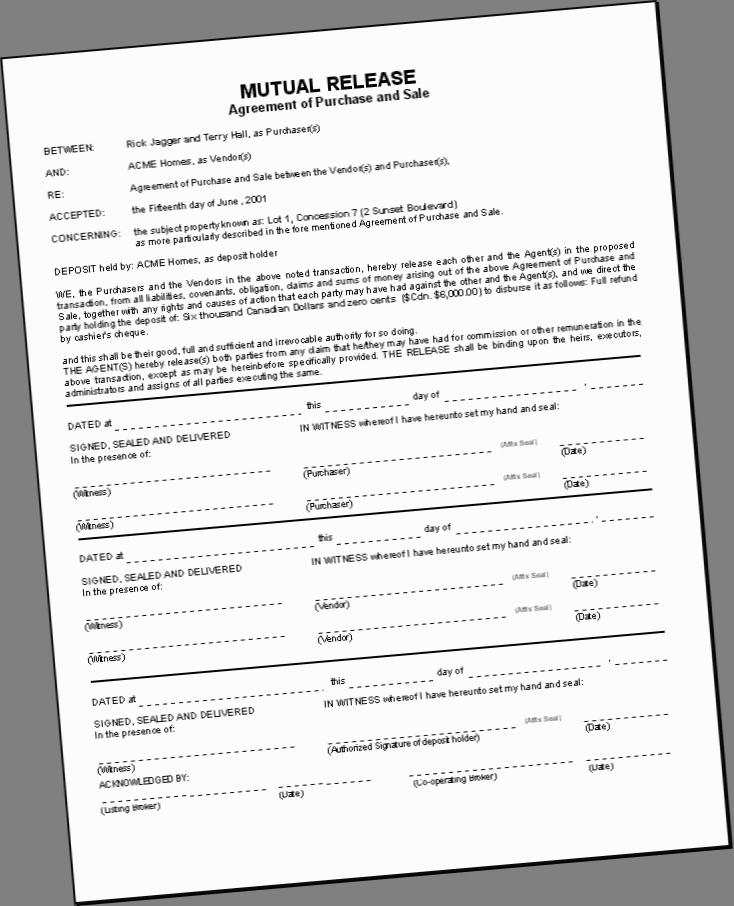 MUTUAL RELEASE
Agreement of Purchase and Sale
BETWEEN: Rick Jagger and Terry Hall, as Purchaser(s)
AND: ACME Homes, as Vendor(s)
RE: Agreement of Purchase and Sale between the Vendor(s) and Purchaser(s),
ACCEPTED: the Fifteenth day of June , 2001
CONCERNING: the subject property known as: Lot 1, Concession 7 (2 Sunset Boulevard)
as more particularly described in the fore mentioned Agreement of Purchase and Sale.
DEPOSIT held by: ACME Homes, as deposit holder
WE, the Purchasers and the Vendors in the above noted transaction, hereby release each other and the Agent(s) in the proposed
transaction, from all liabilities, covenants, obligation, claims and sums of money arising out of the above Agreement of Purchase and
Sale, together with any rights and causes of action that each party may have had against the other and the Agent(s), and we direct the
party holding the deposit of: Six thousand Canadian Dollars and zero cents ($Cdn. $6,000.00) to disburse it as follows: Full refund
by cashier's cheque.
and this shall be their good, full and sufficient and irrevocable authority for so doing.
THE AGENT(S) hereby release(s) both parties from any claim that he/they may have had for commission or other remuneration in the
above transaction, except as may be hereinbefore specifically provided. THE RELEASE shall be binding upon the heirs, executors,
administrators and assigns of all parties executing the same.
DATED at this day of ,
SIGNED, SEALED AND DELIVERED IN WITNESS whereof I have hereunto set my hand and seal:
In the presence of:
(Affix Seal)
(Witness) (Purchaser) (Date)
(Affix Seal)
(Witness) (Purchaser) (Date)
DATED at this day of ,
SIGNED, SEALED AND DELIVERED IN WITNESS whereof I have hereunto set my hand and seal:
In the presence of:
(Affix Seal)
(Witness) (Vendor) (Date)
(Affix Seal)
(Witness) (Vendor) (Date)
DATED at this day of ,
SIGNED, SEALED AND DELIVERED IN WITNESS whereof I have hereunto set my hand and seal:
In the presence of:
(Affix Seal)
(Witness) (Authorized Signature of deposit holder) (Date)
ACKNOWLEDGED BY:
(Listing Broker) (Date) (Co-operating Broker) (Date)